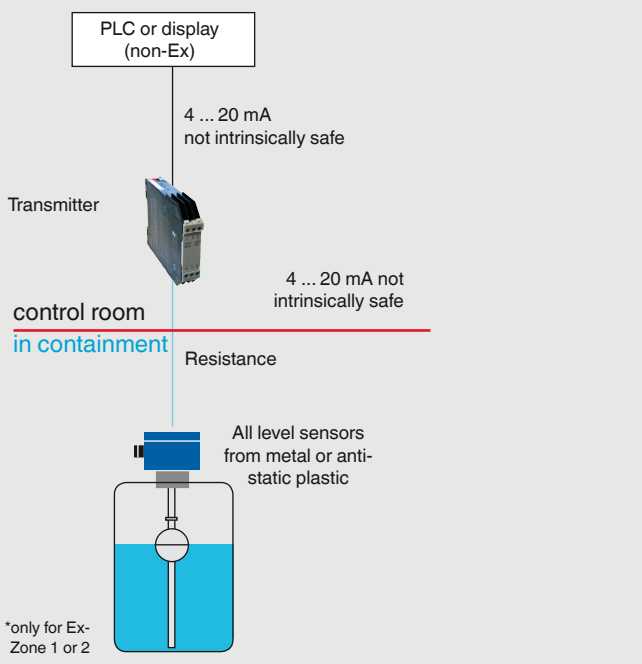 PLC or display
(non-Ex)
4 ... 20 mA
not intrinsically safe
Transmitter
4 ... 20 mA not
intrinsically safe
control room
in containment
Resistance
All level sensors
from metal or anti-
static plastic
*only for Ex-
Zone 1 or 2